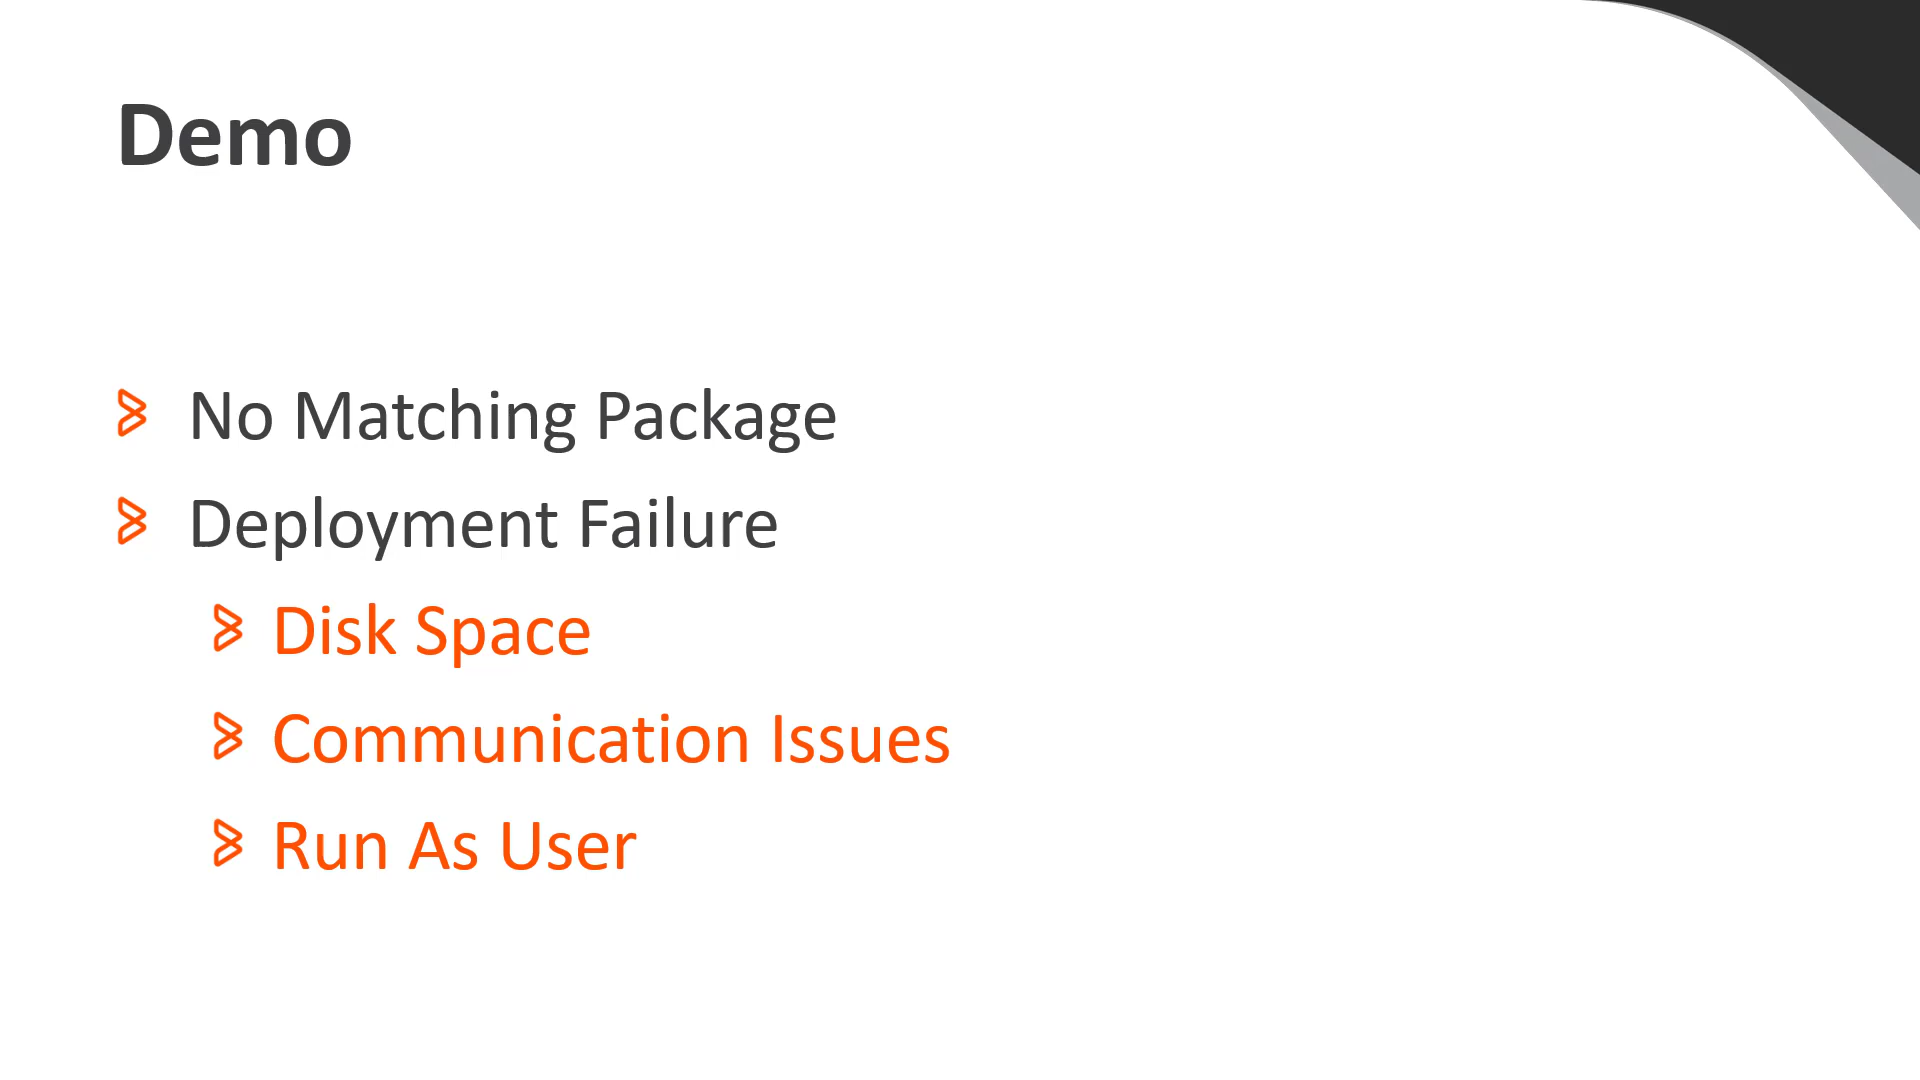 Demo
No Matching Package
Deployment Failure
Disk Space
Communication Issues
Run As User